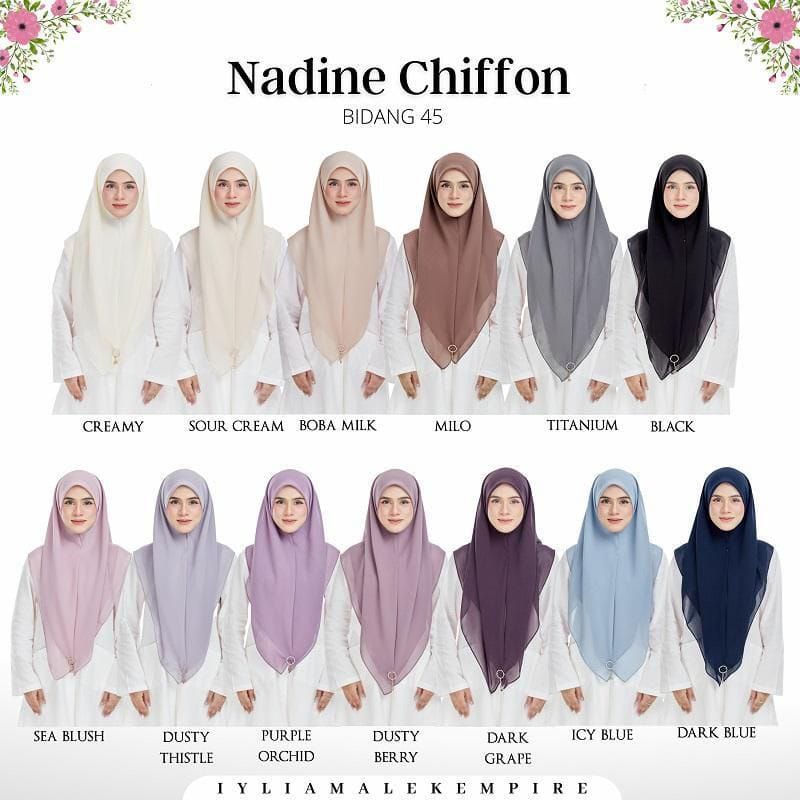 Nadine Chiffon
BIDANG 45
CREAMY
SOUR CREAM
BOBA MILK
MILO
TITANIUM
BLACK
SEA BLUSH
DUSTY
THISTLE
PURPLE
ORCHID
DUSTY
BERRY
DARK
GRAPE
ICY BLUE
DARK BLUE
IYLIAMALEKEMPIRE